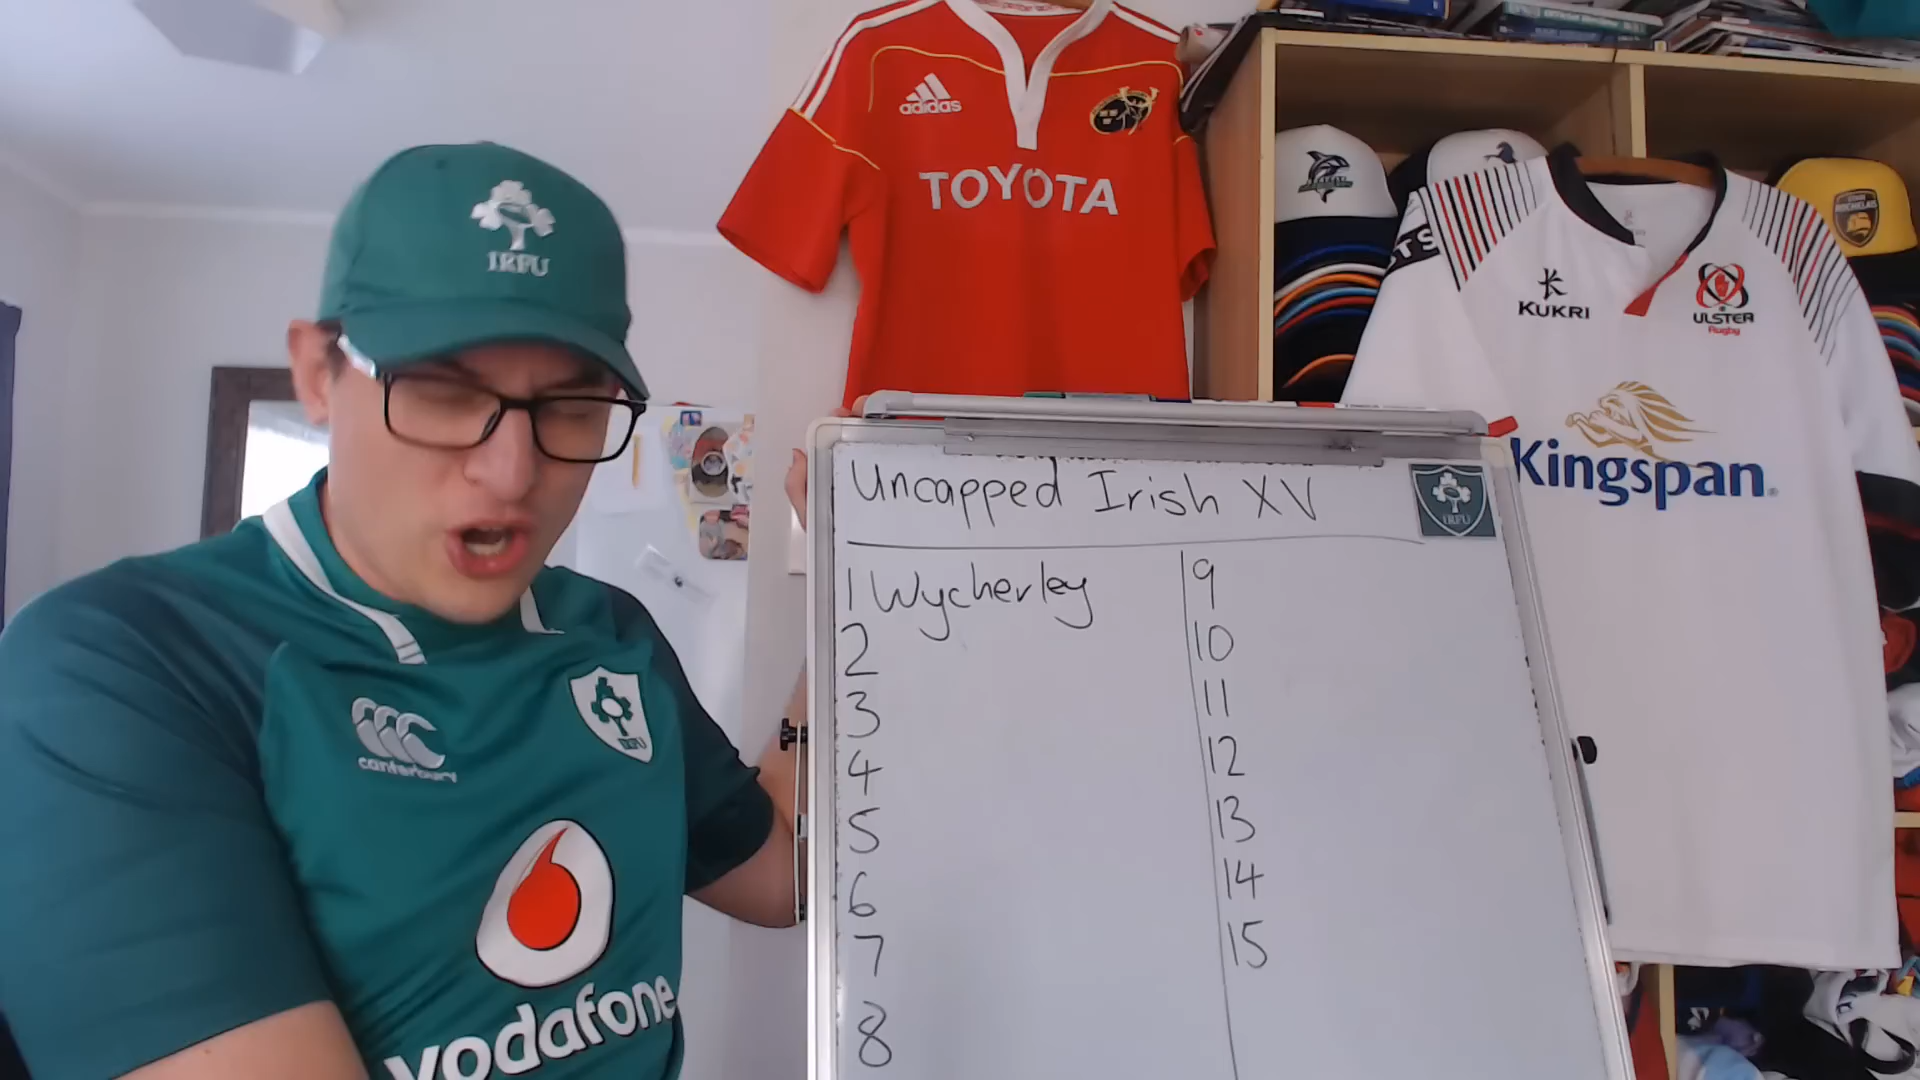 adidas
TOYOTA
IRFU
KUKRI
ULSTER
Rugby
Kingspan
Uncapped Irish XV
IRFU
1 Wycherley
2
3
4
5
6
7
8
9
10
11
12
13
14
15
canterbury
IRFU
vodafone